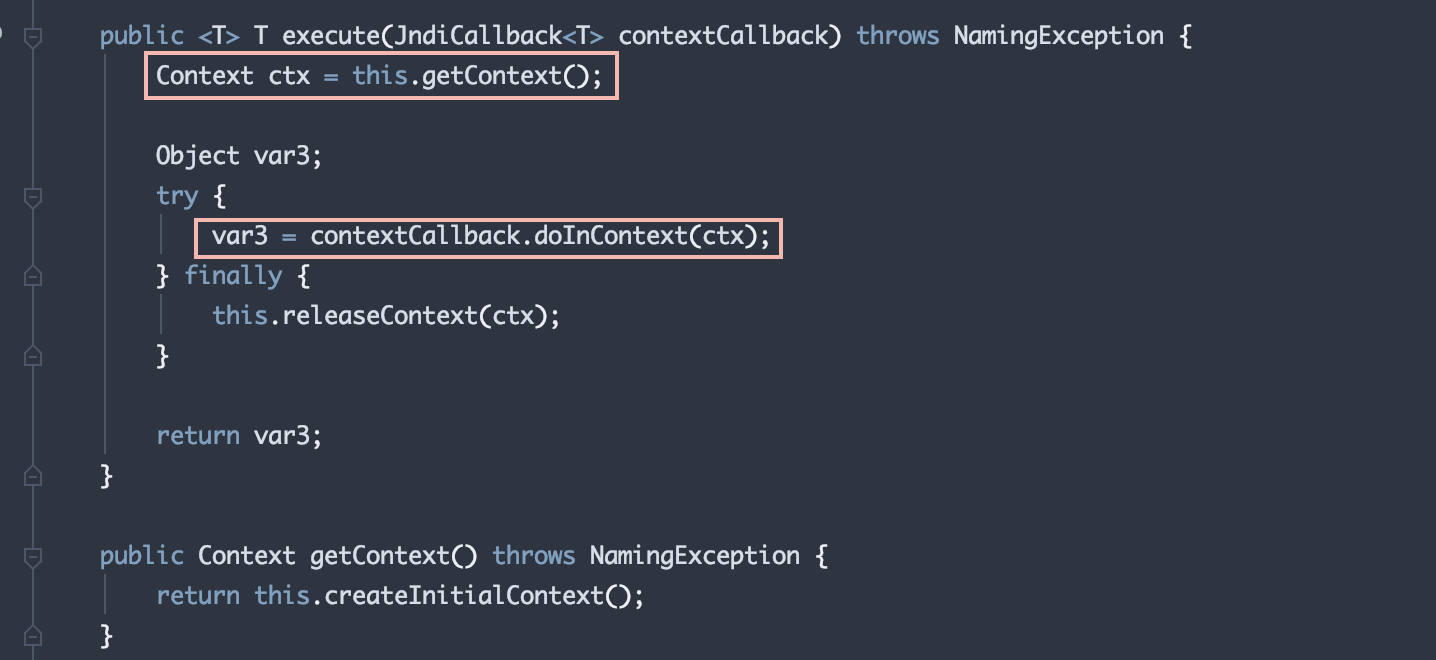 public <T> T execute(JndiCallback<T> contextCallback) throws NamingException {
Context ctx = this.getContext();
Object var3;
try {
var3 = contextCallback.doInContext(ctx);
} finally {
this.releaseContext(ctx);
}
return var3;
}
public Context getContext() throws NamingException {
return this.createInitialContext();
}